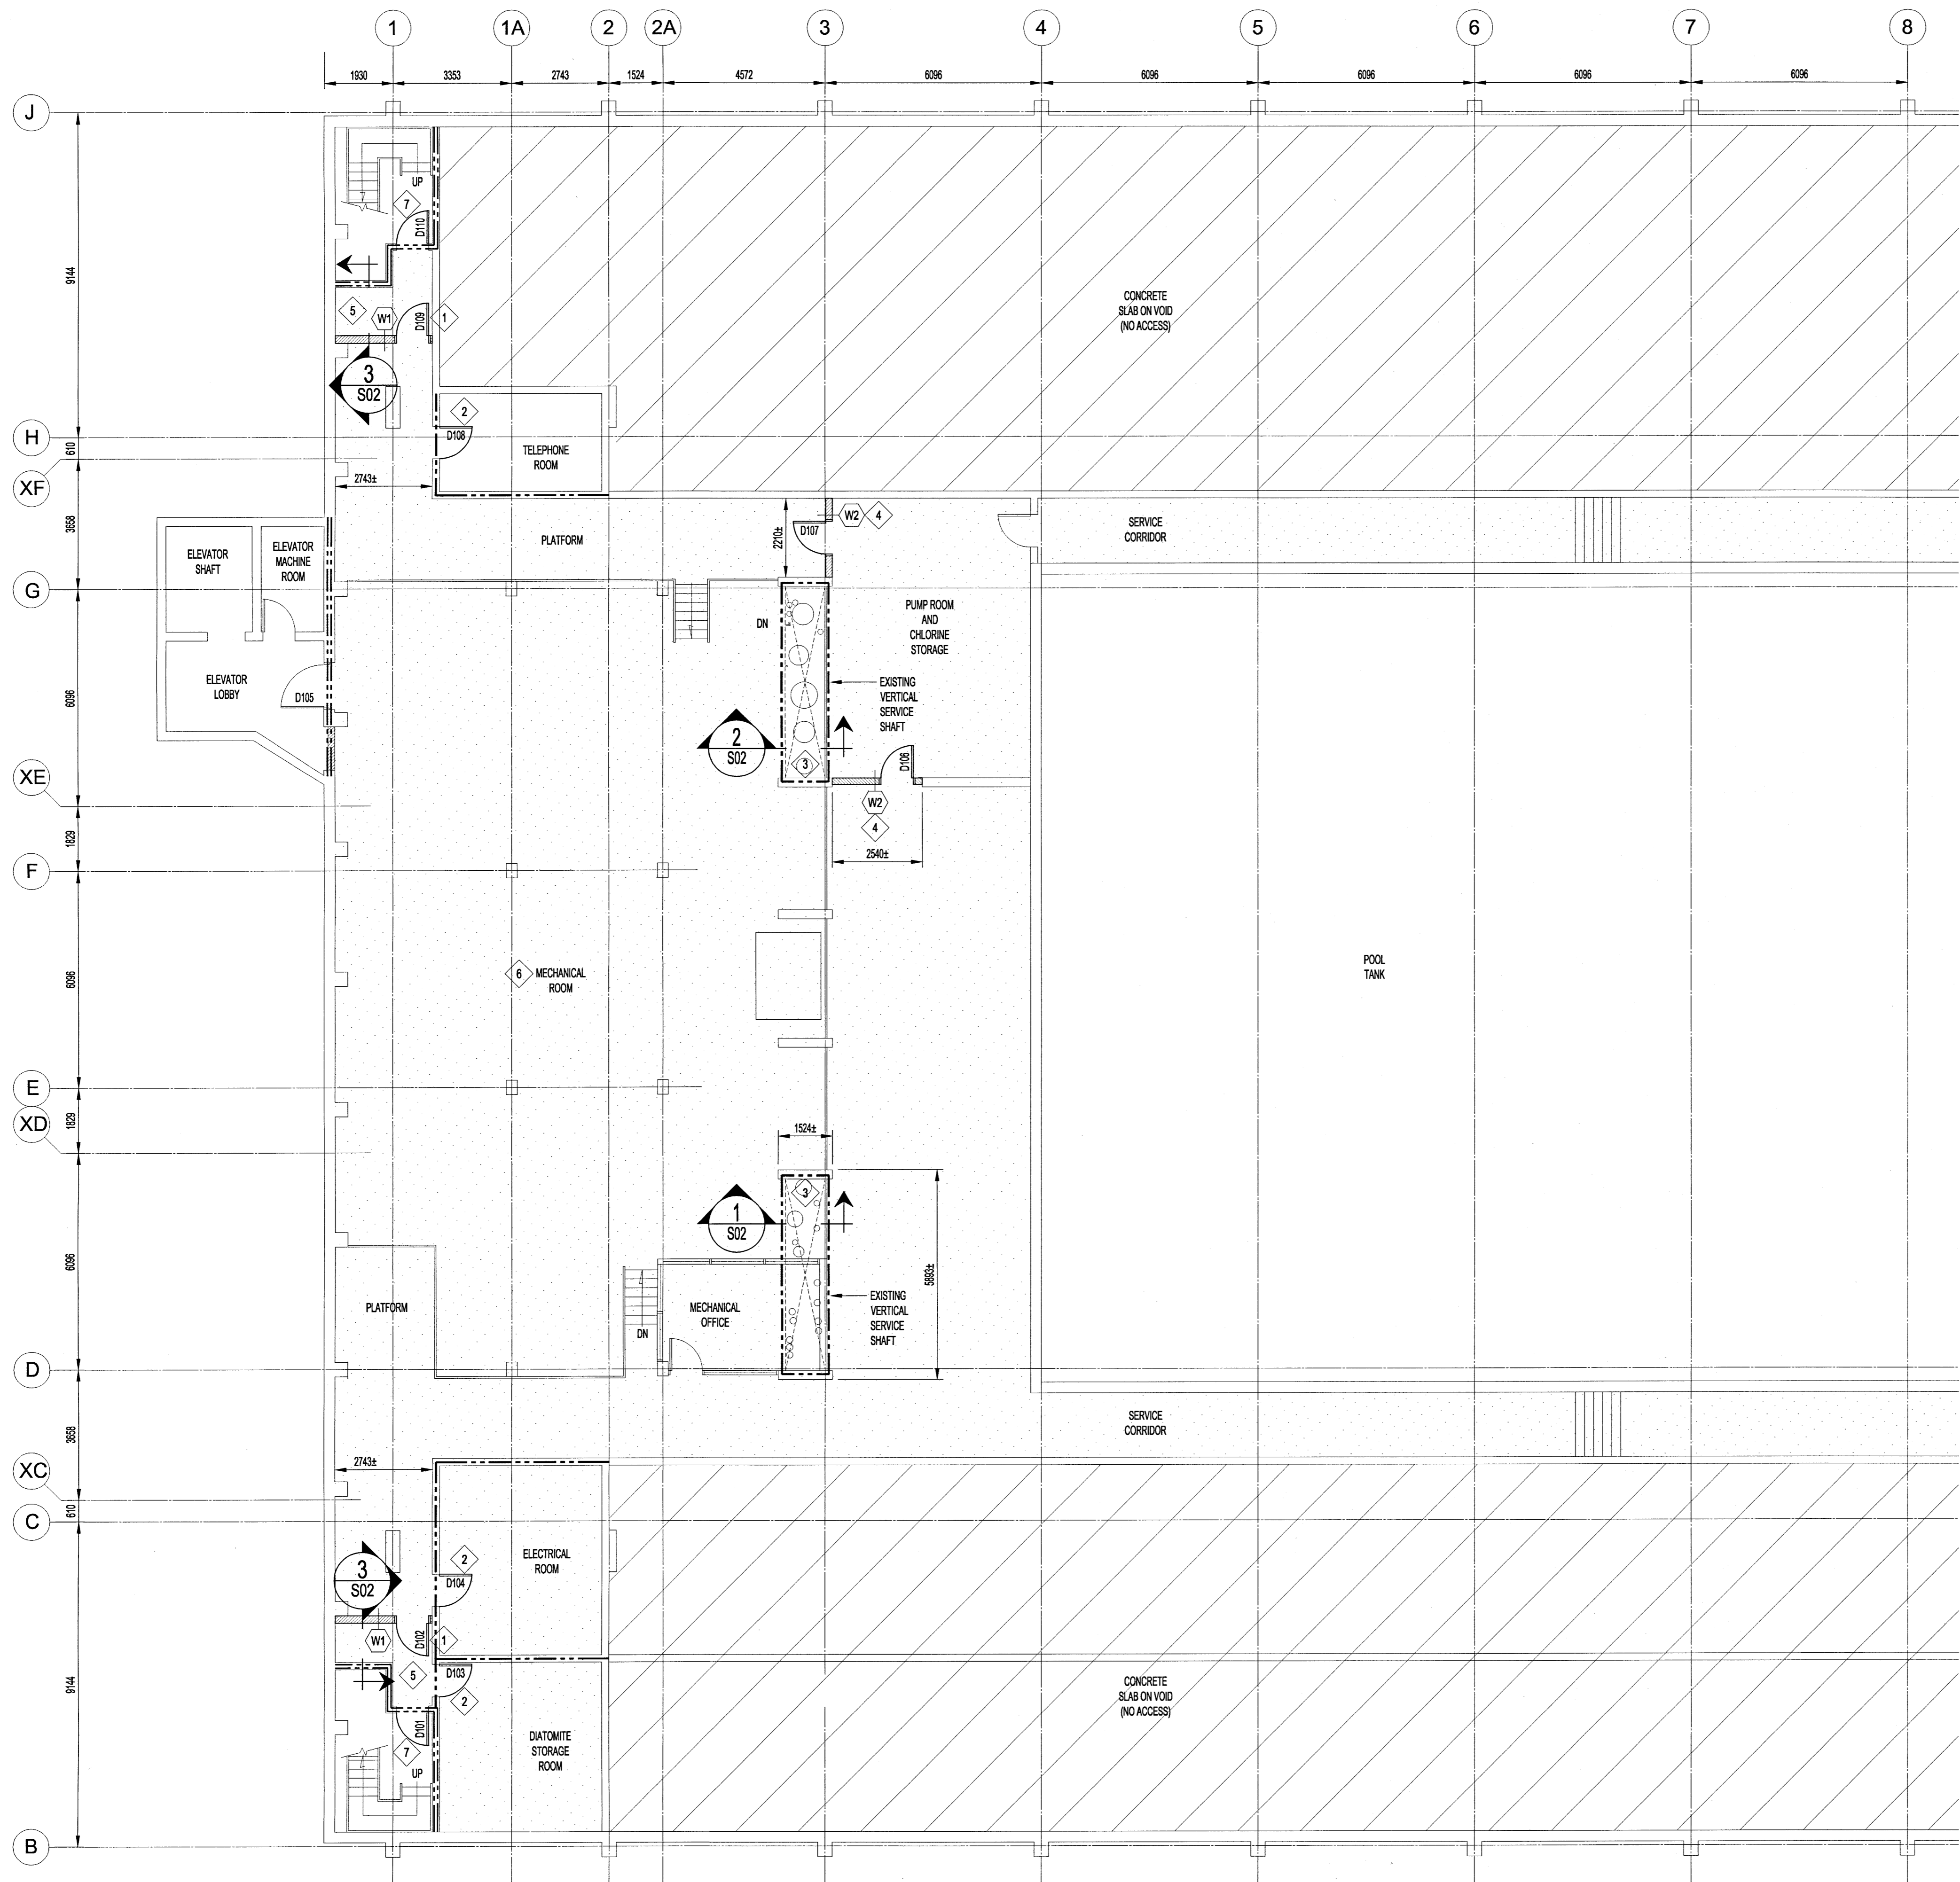 1
1A
2
2A
3
4
5
6
7
8
1930
3353
2743
1524
4572
6096
6096
6096
6096
6096
J
9144
UP
7
D110
5
W1
D109
1
CONCRETE
SLAB ON VOID
(NO ACCESS)
3
S02
H
610
XF
2
D108
TELEPHONE
ROOM
2743±
3658
PLATFORM
2210±
D107
W2
4
SERVICE
CORRIDOR
ELEVATOR
SHAFT
ELEVATOR
MACHINE
ROOM
G
DN
PUMP ROOM
AND
CHLORINE
STORAGE
ELEVATOR
LOBBY
D105
6096
EXISTING
VERTICAL
SERVICE
SHAFT
2
S02
3
D106
XE
W2
4
1829
2540±
F
6096
6
MECHANICAL
ROOM
POOL
TANK
E
XD
1829
1524±
3
1
S02
6096
5893±
PLATFORM
MECHANICAL
OFFICE
DN
EXISTING
VERTICAL
SERVICE
SHAFT
D
3658
SERVICE
CORRIDOR
XC
2743±
610
C
ELECTRICAL
ROOM
2
D104
3
S02
W1
D102
1
5
D103
2
9144
CONCRETE
SLAB ON VOID
(NO ACCESS)
D101
7
UP
DIATOMITE
STORAGE
ROOM
B